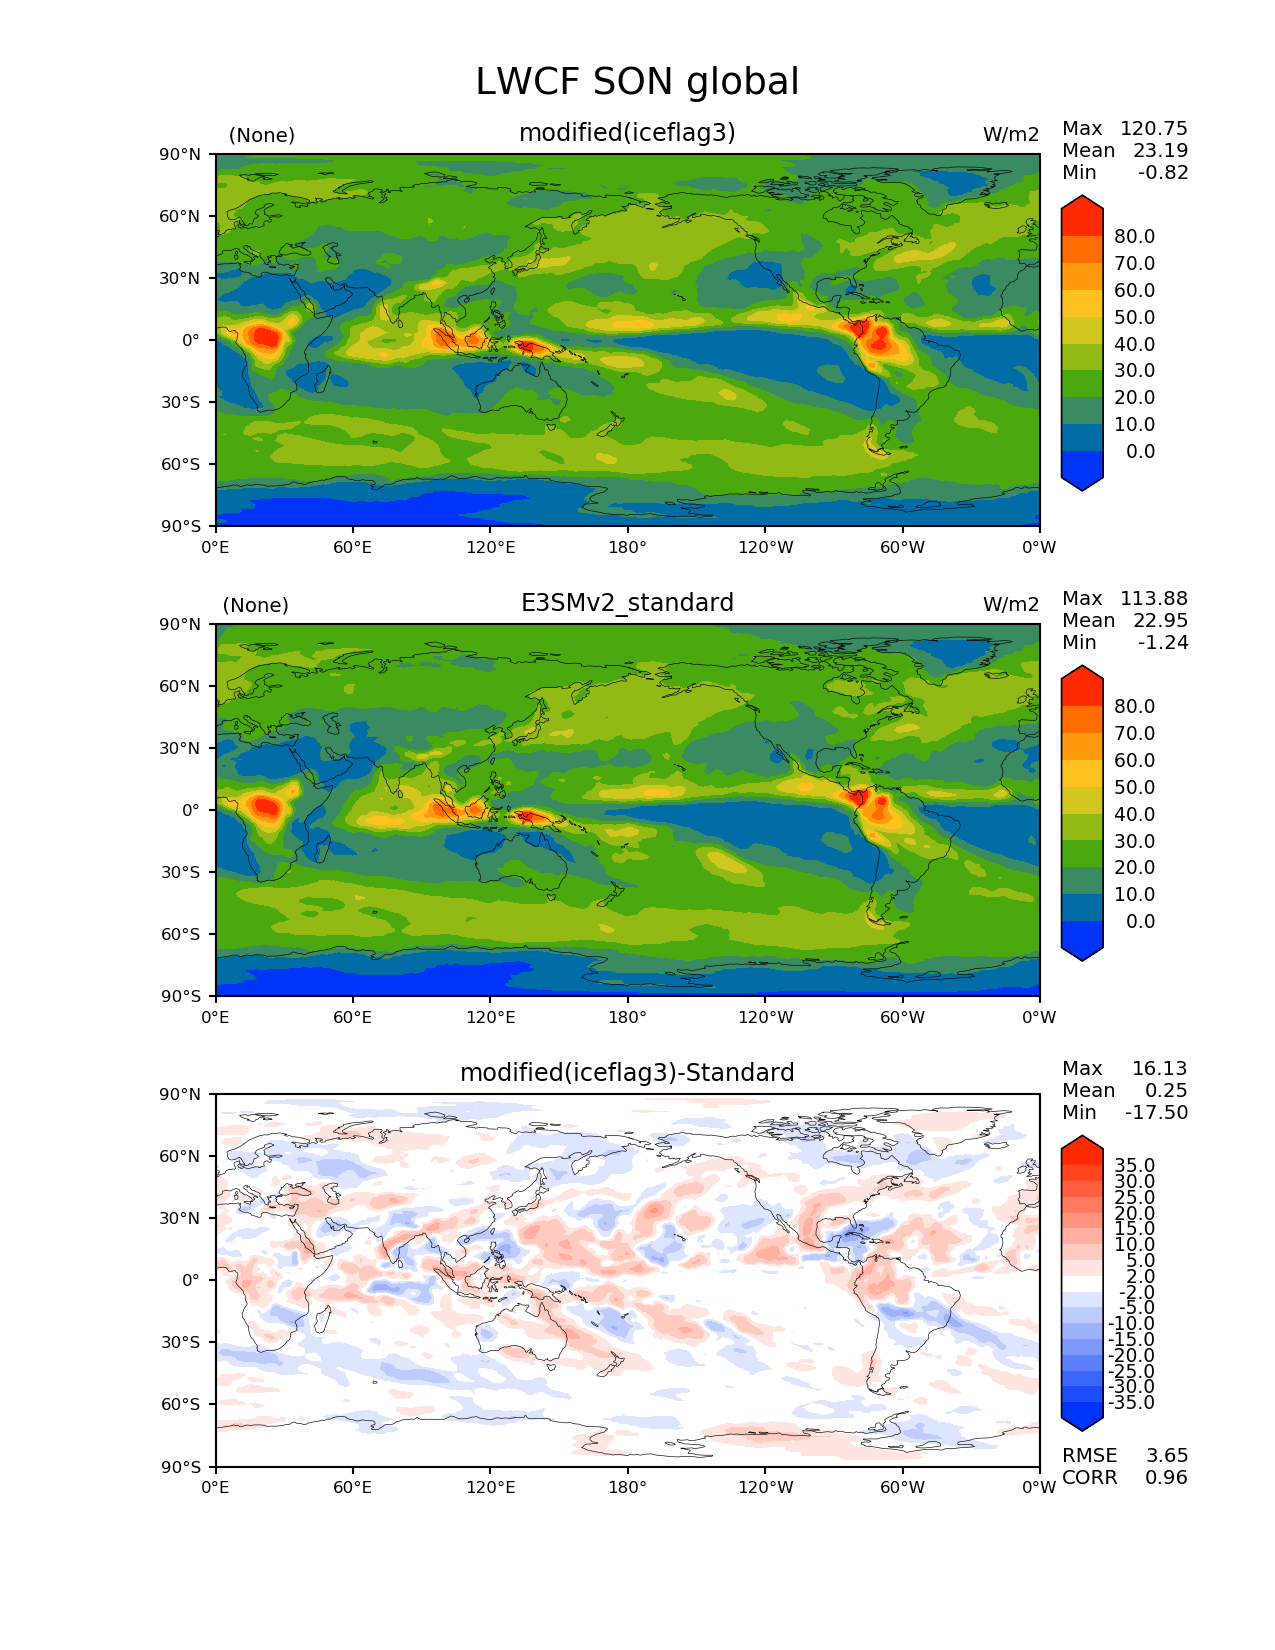 LWCF SON global
(None) modified(iceflag3) W/m2
Max 120.75
Mean 23.19
Min -0.82
90°N
60°N
30°N
0°
30°S
60°S
90°S
0°E 60°E 120°E 180° 120°W 60°W 0°W
80.0
70.0
60.0
50.0
40.0
30.0
20.0
10.0
0.0
(None) E3SMv2_standard W/m2
Max 113.88
Mean 22.95
Min -1.24
90°N
60°N
30°N
0°
30°S
60°S
90°S
0°E 60°E 120°E 180° 120°W 60°W 0°W
80.0
70.0
60.0
50.0
40.0
30.0
20.0
10.0
0.0
modified(iceflag3)-Standard
Max 16.13
Mean 0.25
Min -17.50
90°N
60°N
30°N
0°
30°S
60°S
90°S
0°E 60°E 120°E 180° 120°W 60°W 0°W
35.0
30.0
25.0
20.0
15.0
10.0
5.0
2.0
-2.0
-5.0
-10.0
-15.0
-20.0
-25.0
-30.0
-35.0
RMSE 3.65
CORR 0.96